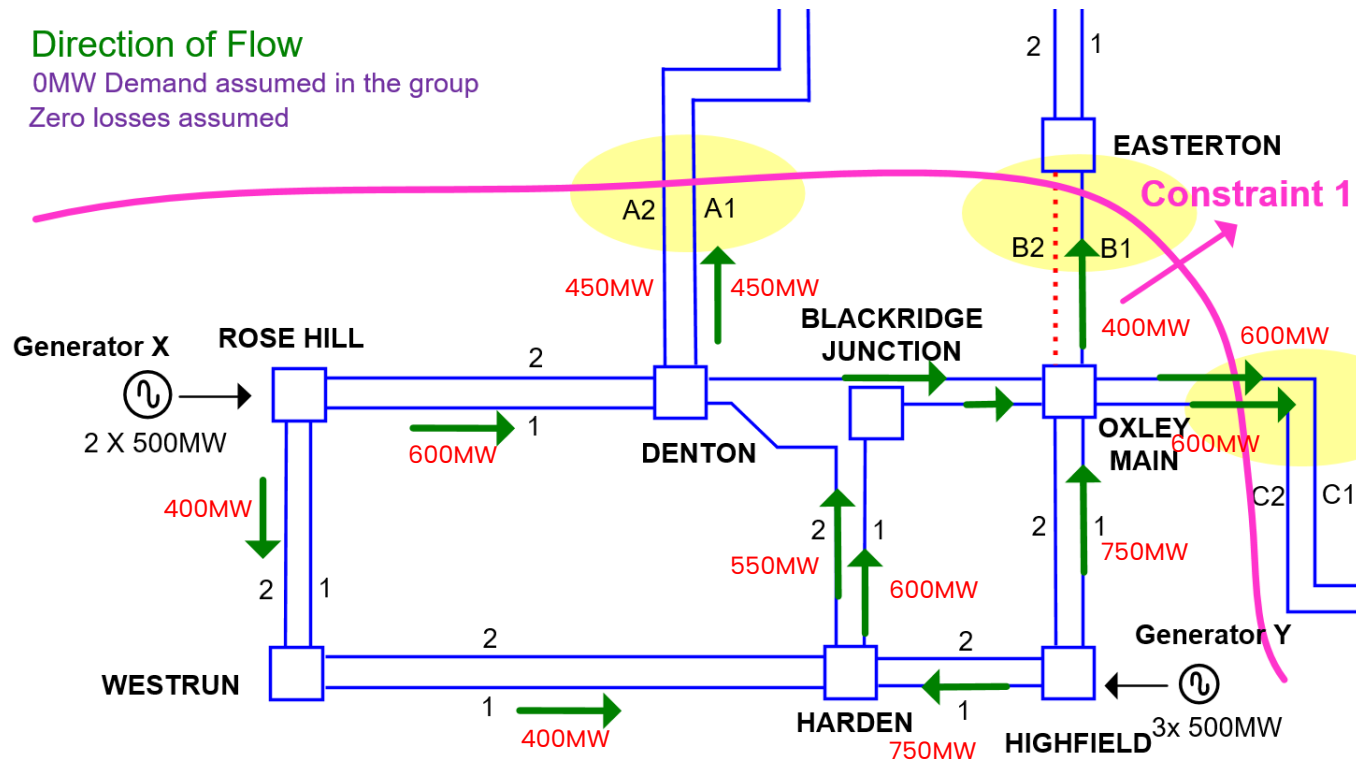 Direction of Flow
0MW Demand assumed in the group
Zero losses assumed
2
1
EASTERTON
Constraint 1
A2
A1
B2
B1
450MW
450MW
BLACKRIDGE
JUNCTION
400MW
600MW
ROSE HILL
Generator X
2 X 500MW
2
1
600MW
DENTON
OXLEY
MAIN
600MW
C2
C1
400MW
2
1
2
1
550MW
600MW
2
1
750MW
WESTRUN
2
1
400MW
HARDEN
2
1
750MW
HIGHFIELD
Generator Y
3x 500MW